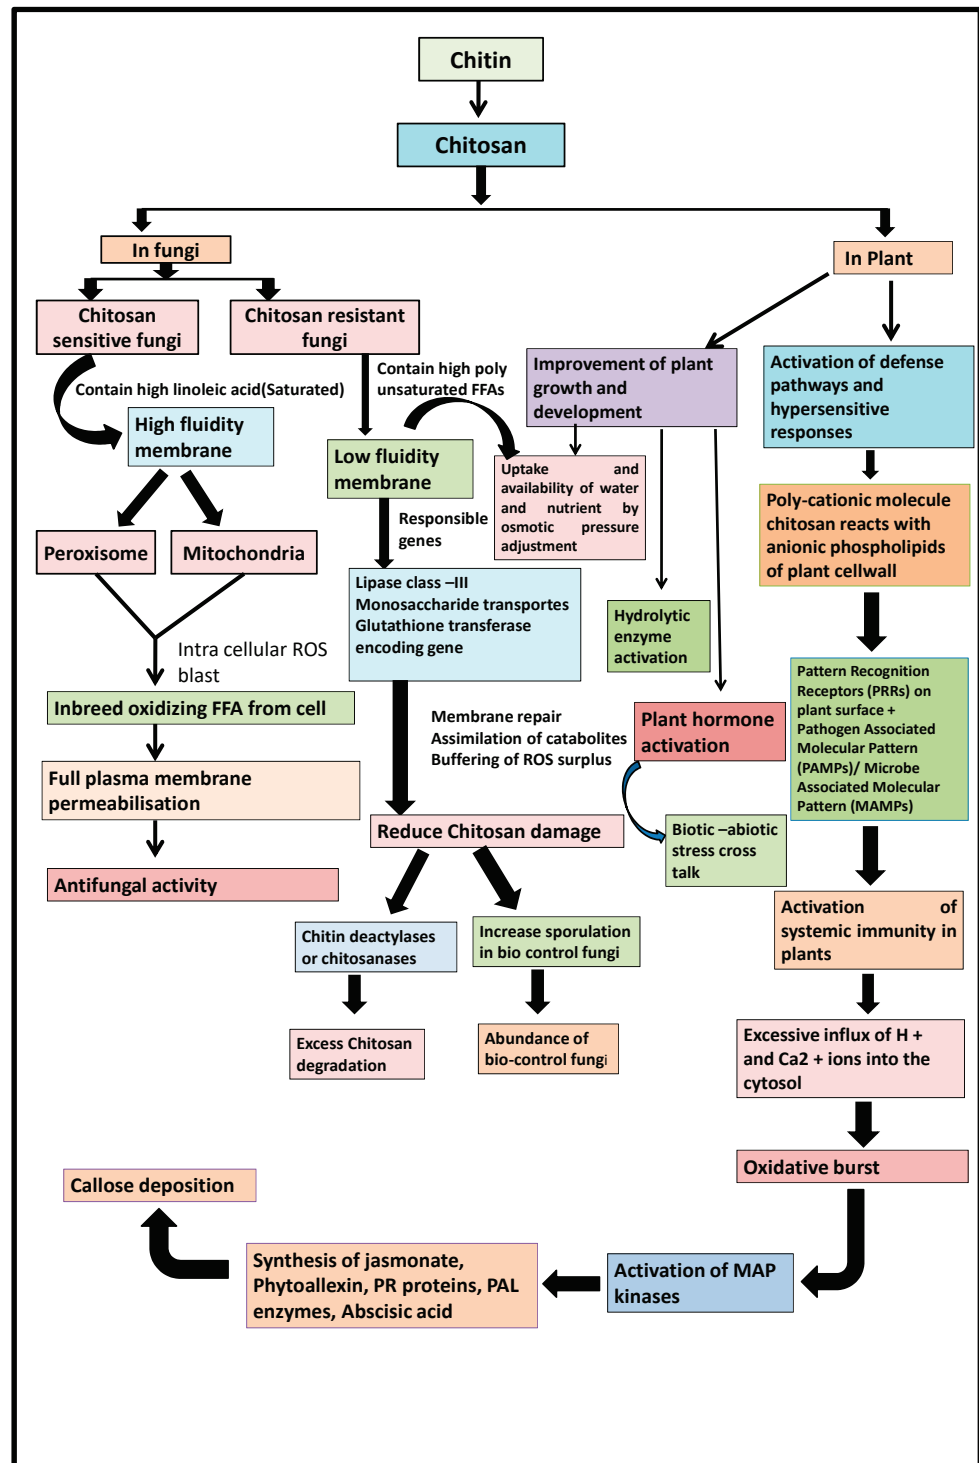 Chitin
Chitosan
In fungi
In Plant
Chitosan
sensitive fungi
Chitosan resistant
fungi
Contain high linoleic acid(Saturated)
Contain high poly
unsaturated FFAs
Improvement of plant
growth and
development
Activation of defense
pathways and
hypersensitive
responses
High fluidity
membrane
Low fluidity
membrane
Uptake and
availability of water
and nutrient by
osmotic pressure
adjustment
Poly-cationic molecule
chitosan reacts with
anionic phospholipids
of plant cellwall
Responsible
genes
Peroxisome
Mitochondria
Lipase class –III
Monosaccharide transportes
Glutathione transferase
encoding gene
Hydrolytic
enzyme
activation
Intra cellular ROS
blast
Pattern Recognition
Receptors (PRRs) on
plant surface +
Pathogen Associated
Molecular Pattern
(PAMPs)/ Microbe
Associated Molecular
Pattern (MAMPs)
Inbreed oxidizing FFA from cell
Membrane repair
Assimilation of catabolites
Buffering of ROS surplus
Plant hormone
activation
Full plasma membrane
permeabilisation
Reduce Chitosan damage
Biotic –abiotic
stress cross
talk
Antifungal activity
Activation of
systemic immunity in
plants
Chitin deactylases
or chitosanases
Increase sporulation
in bio control fungi
Excess Chitosan
degradation
Abundance of
bio-control fungi
Excessive influx of H +
and Ca2 + ions into the
cytosol
Oxidative burst
Callose deposition
Synthesis of jasmonate,
Phytoallexin, PR proteins, PAL
enzymes, Abscisic acid
Activation of MAP
kinases